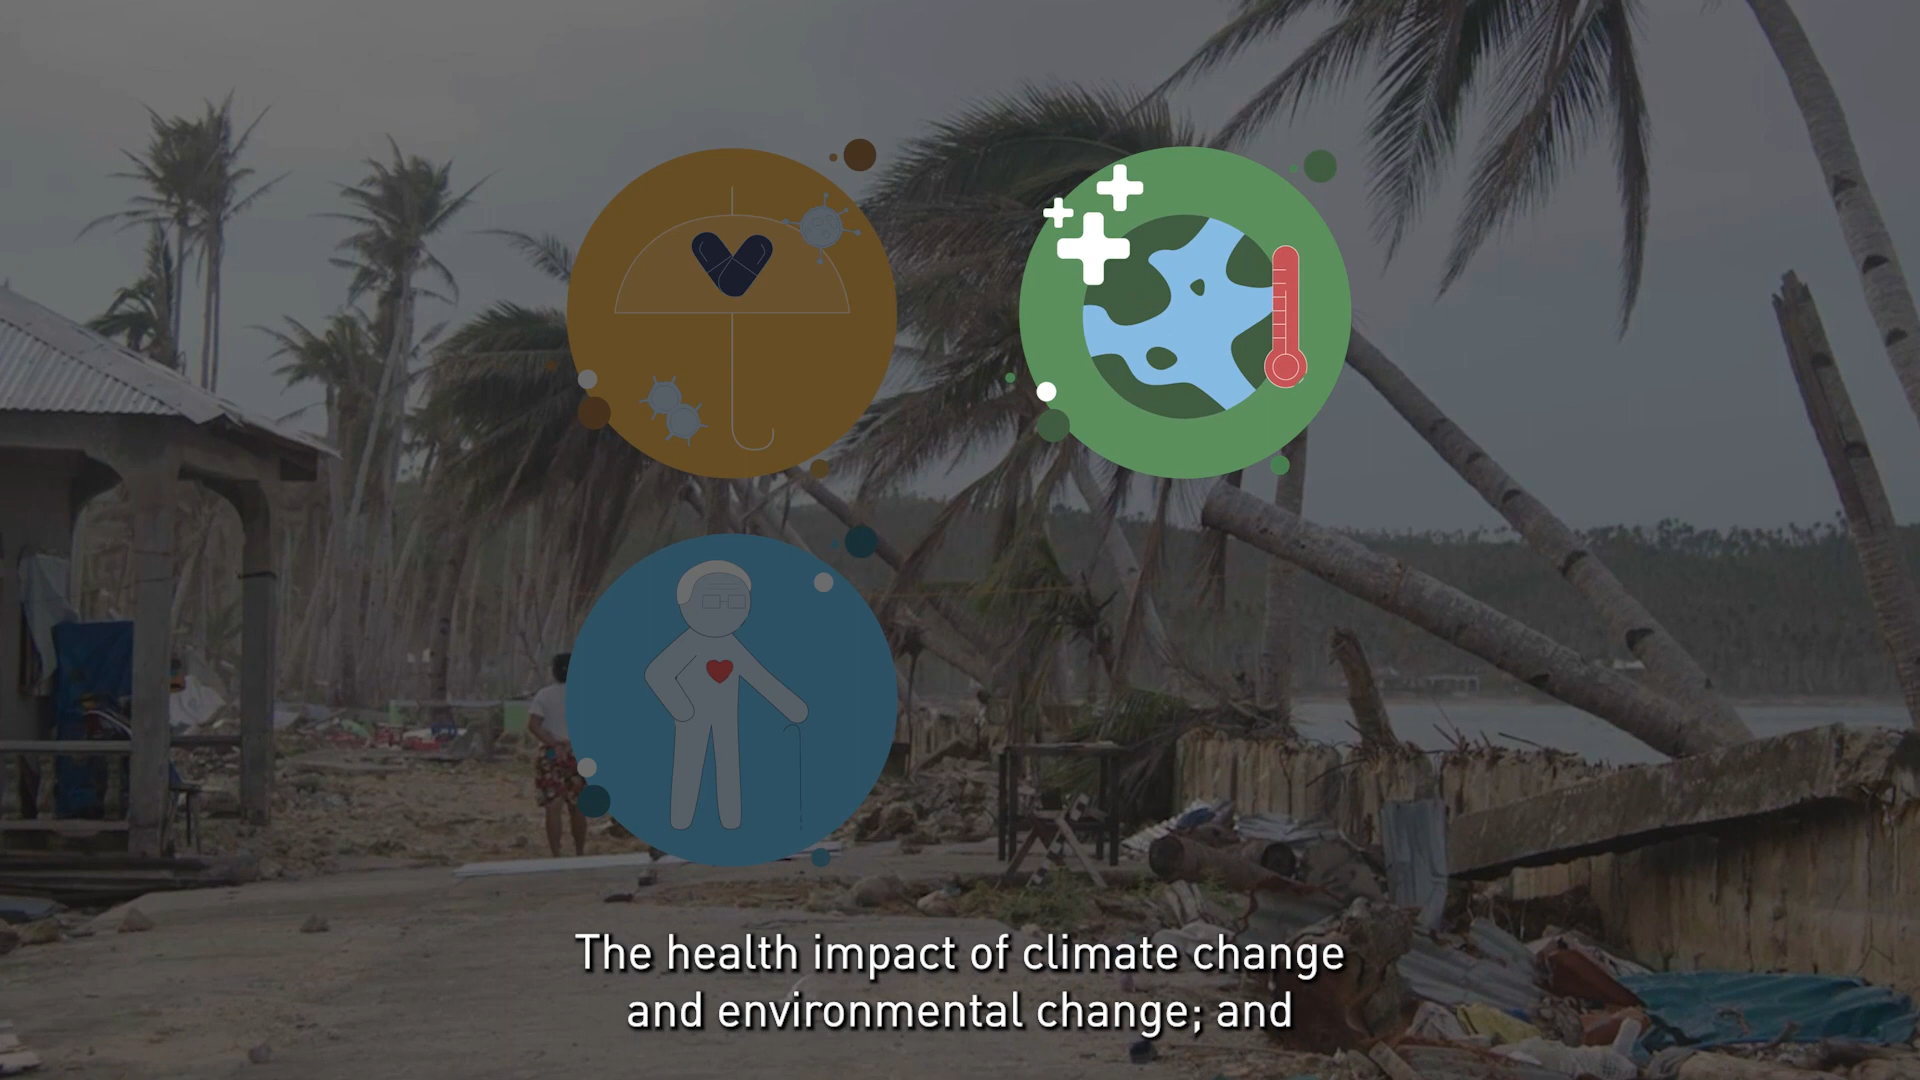 The health impact of climate change
and environmental change; and